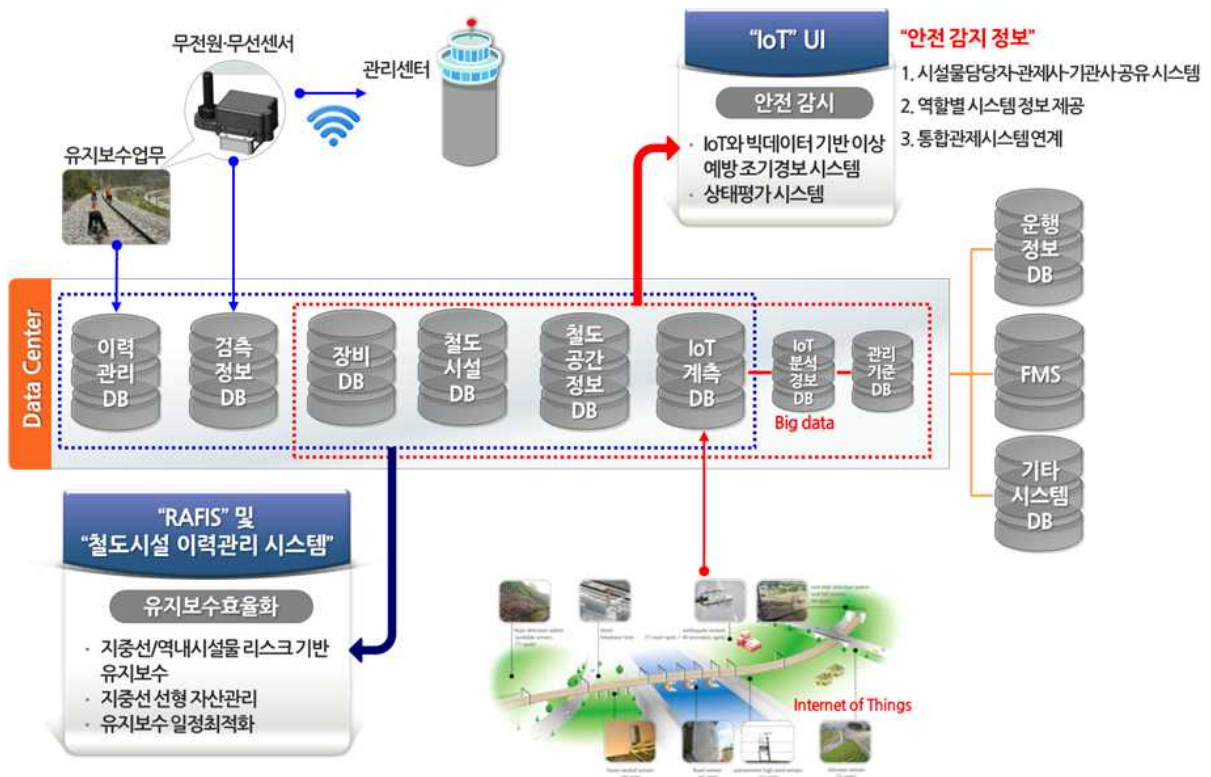 무전원·무선센서
관리센터
유지보수업무
"IoT" UI
안전 감시
· IoT와 빅데이터 기반 이상
예방 조기경보 시스템
· 상태평가 시스템
"안전 감지 정보"
1. 시설물담당자-관제사-기관사 공유 시스템
2. 역할별 시스템 정보 제공
3. 통합관제시스템 연계
Data Center
이력
관리
DB
검측
정보
DB
장비
DB
철도
시설
DB
철도
공간
정보
DB
IoT
계측
DB
IoT
분석
경보
DB
관리
기준
DB
Big data
운행
정보
DB
FMS
기타
시스템
DB
"RAFIS" 및
"철도시설 이력관리 시스템"
유지보수효율화
· 지중선/역내시설물 리스크 기반
유지보수
· 지중선 선형 자산관리
· 유지보수 일정최적화
Internet of Things